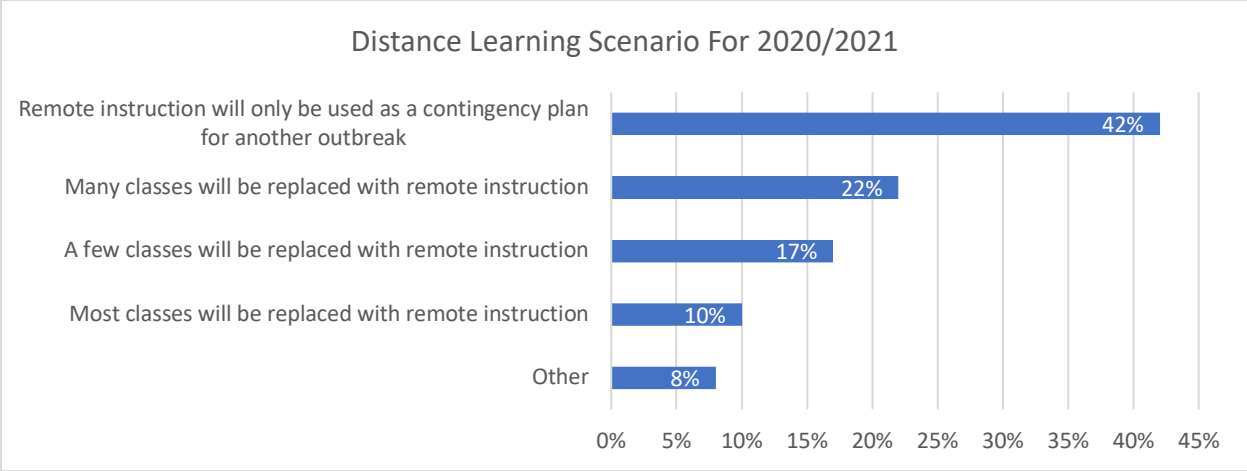 Distance Learning Scenario For 2020/2021
Remote instruction will only be used as a contingency plan
for another outbreak
42%
Many classes will be replaced with remote instruction
22%
A few classes will be replaced with remote instruction
17%
Most classes will be replaced with remote instruction
10%
Other
8%
0% 5% 10% 15% 20% 25% 30% 35% 40% 45%